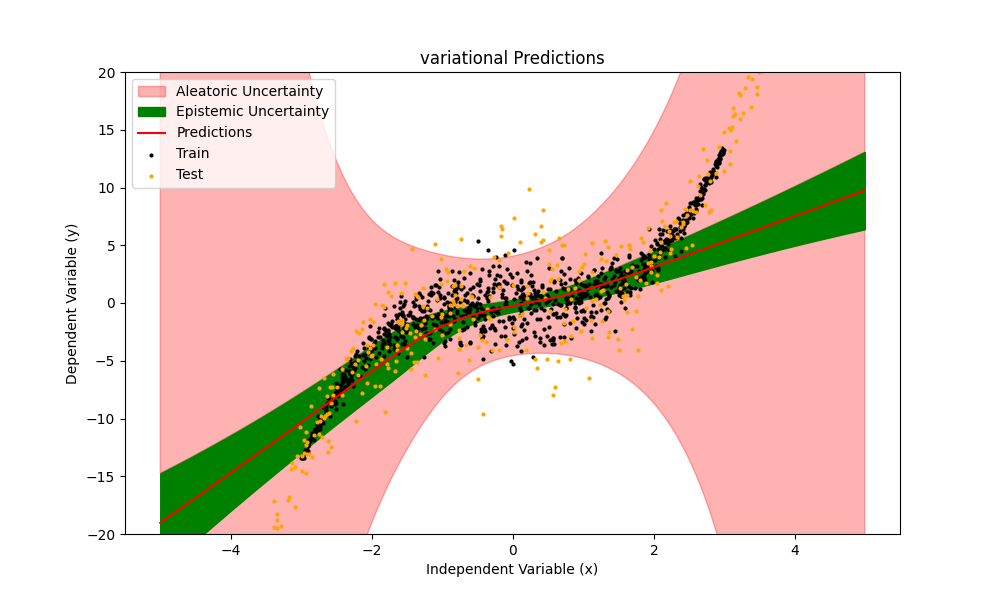 variational Predictions
20
15
10
5
0
−5
−10
−15
−20
Dependent Variable (y)
Aleatoric Uncertainty
Epistemic Uncertainty
Predictions
Train
Test
−4
−2
0
2
4
Independent Variable (x)